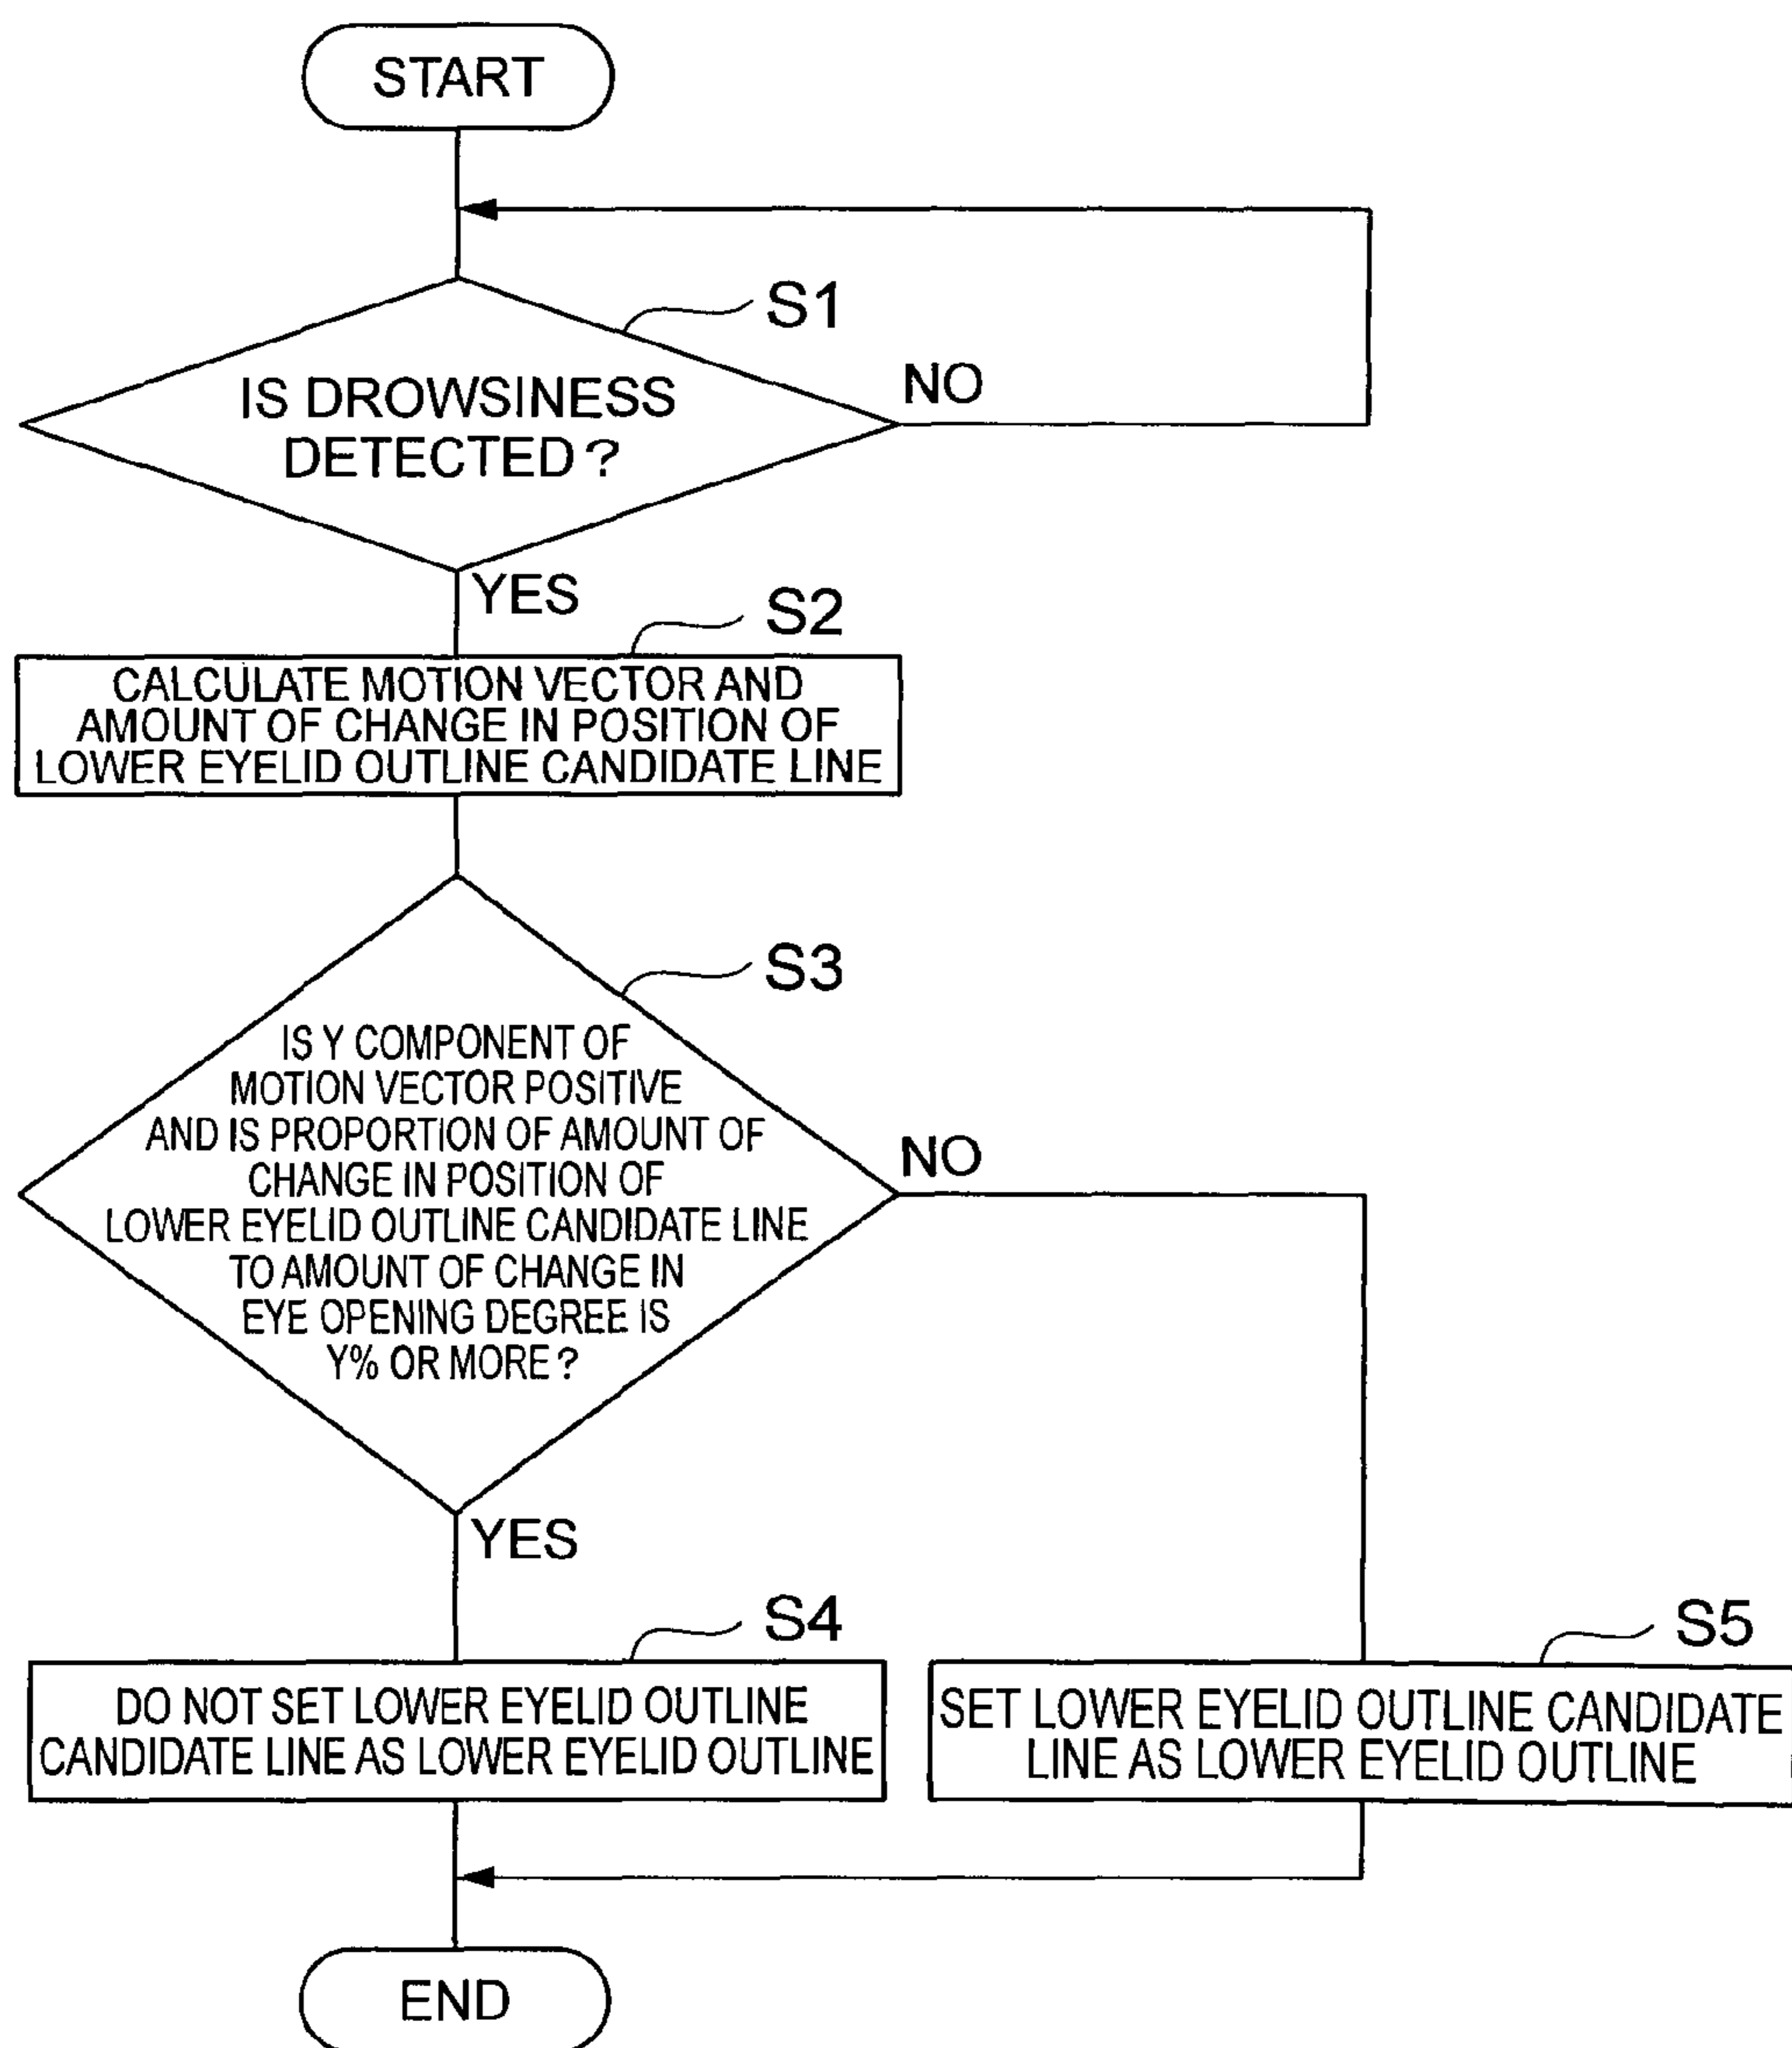 START
S1
IS DROWSINESS
DETECTED?
NO
YES
S2
CALCULATE MOTION VECTOR AND
AMOUNT OF CHANGE IN POSITION OF
LOWER EYELID OUTLINE CANDIDATE LINE
S3
IS Y COMPONENT OF
MOTION VECTOR POSITIVE
AND IS PROPORTION OF AMOUNT OF
CHANGE IN POSITION OF
LOWER EYELID OUTLINE CANDIDATE LINE
TO AMOUNT OF CHANGE IN
EYE OPENING DEGREE IS
Y% OR MORE?
NO
YES
S4
DO NOT SET LOWER EYELID OUTLINE
CANDIDATE LINE AS LOWER EYELID OUTLINE
S5
SET LOWER EYELID OUTLINE CANDIDATE
LINE AS LOWER EYELID OUTLINE
END